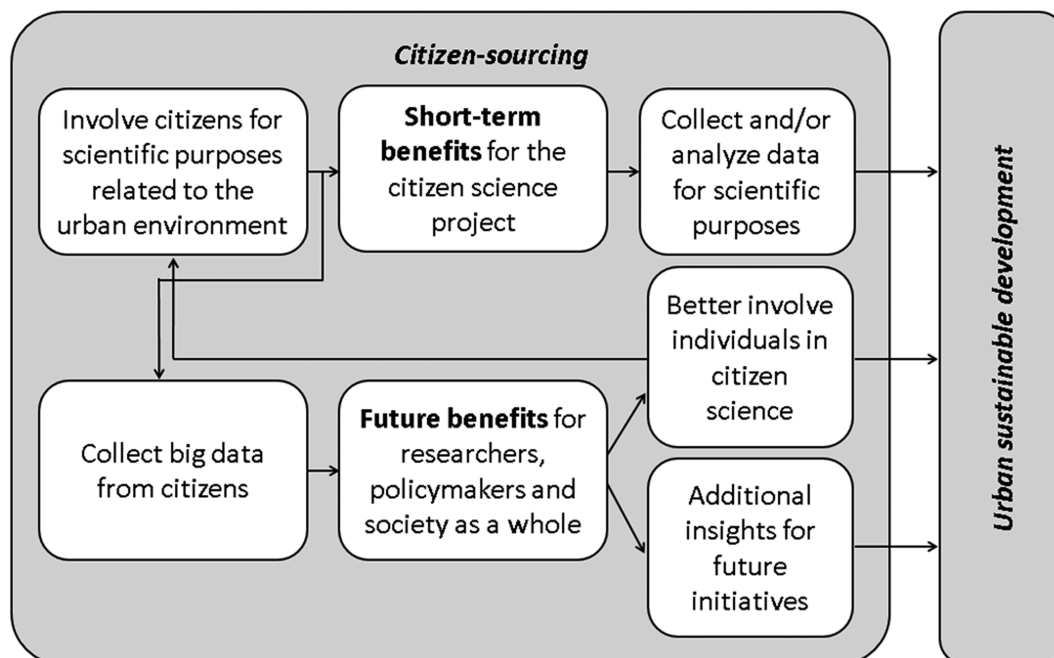 Citizen-sourcing
Involve citizens for
scientific purposes
related to the
urban environment
Short-term
benefits for the
citizen science
project
Collect and/or
analyze data
for scientific
purposes
Better involve
individuals in
citizen
science
Collect big data
from citizens
Future benefits for
researchers,
policymakers and
society as a whole
Additional
insights for
future
initiatives
Urban sustainable development